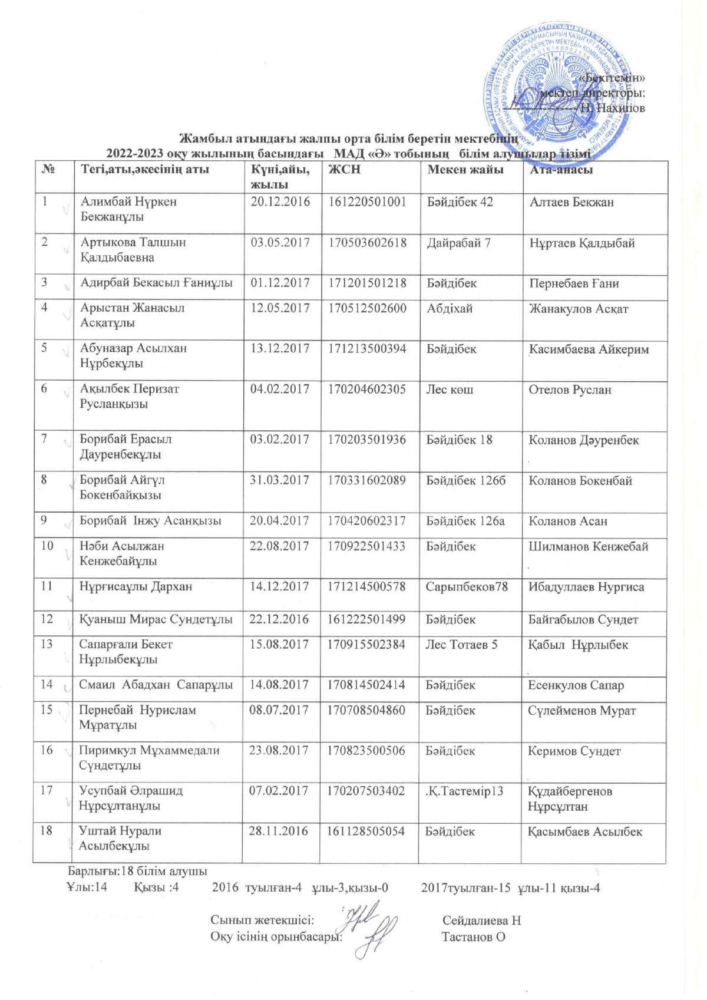 БСН 010140002516
QAZAQSTAN
«Бекітемін»
мектеп директоры:
Н. Нахипов
Жамбыл атындағы жалпы орта білім беретін мектебінің
2022-2023 оқу жылының басындағы МАД «Ә» тобының білім алушылар тізімі
№ Тегі,аты,әкесінің аты Күні,айы, ЖСН Мекен жайы Ата-анасы
жылы
1 Алимбай Нүркен 20.12.2016 161220501001 Бәйдібек 42 Алтаев Бекжан
Бекжанұлы
2 Артыкова Талшын 03.05.2017 170503602618 Дайрабай 7 Нұртаев Қалдыбай
Қалдыбаевна
3 Адирбай Бекасыл Ғаниұлы 01.12.2017 171201501218 Бәйдібек Пернебаев Ғани
4 Арыстан Жанасыл 12.05.2017 170512502600 Абдіхай Жанакулов Асқат
Асқатұлы
5 Абуназар Асылхан 13.12.2017 171213500394 Бәйдібек Касимбаева Айкерим
Нұрбекұлы
6 Ақылбек Перизат 04.02.2017 170204602305 Лес көш Отелов Руслан
Русланқызы
7 Борибай Ерасыл 03.02.2017 170203501936 Бәйдібек 18 Коланов Дәуренбек
Дауренбекұлы
8 Борибай Айгүл 31.03.2017 170331602089 Бәйдібек 126б Коланов Бокенбай
Бокенбайқызы
9 Борибай Інжу Асанқызы 20.04.2017 170420602317 Бәйдібек 126а Коланов Асан
10 Нәби Асылжан 22.08.2017 170922501433 Бәйдібек Шилманов Кенжебай
Кенжебайұлы
11 Нұрғисаұлы Дархан 14.12.2017 171214500578 Сарыпбеков78 Ибадуллаев Нургиса
12 Қуаныш Мирас Сундетұлы 22.12.2016 161222501499 Бәйдібек Байгабылов Сундет
13 Сапарғали Бекет 15.08.2017 170915502384 Лес Тотаев 5 Қабыл Нұрлыбек
Нұрлыбекұлы
14 Смаил Абадхан Сапарұлы 14.08.2017 170814502414 Бәйдібек Есенкулов Сапар
15 Пернебай Нурислам 08.07.2017 170708504860 Бәйдібек Сүлейменов Мурат
Мұратұлы
16 Пиримкул Мұхаммедали 23.08.2017 170823500506 Бәйдібек Керимов Сундет
Сүндетұлы
17 Усупбай Әлрашид 07.02.2017 170207503402 .Қ.Тастемір13 Құдайбергенов
Нұрсұлтанұлы Нұрсұлтан
18 Уштай Нурали 28.11.2016 161128505054 Бәйдібек Қасымбаев Асылбек
Асылбекұлы
Барлығы:18 білім алушы
Ұлы:14 Қызы :4 2016 туылған-4 ұлы-3,қызы-0 2017туылған-15 ұлы-11 қызы-4
Сынып жетекшісі: Сейдалиева Н
Оқу ісінің орынбасары: Тастанов О